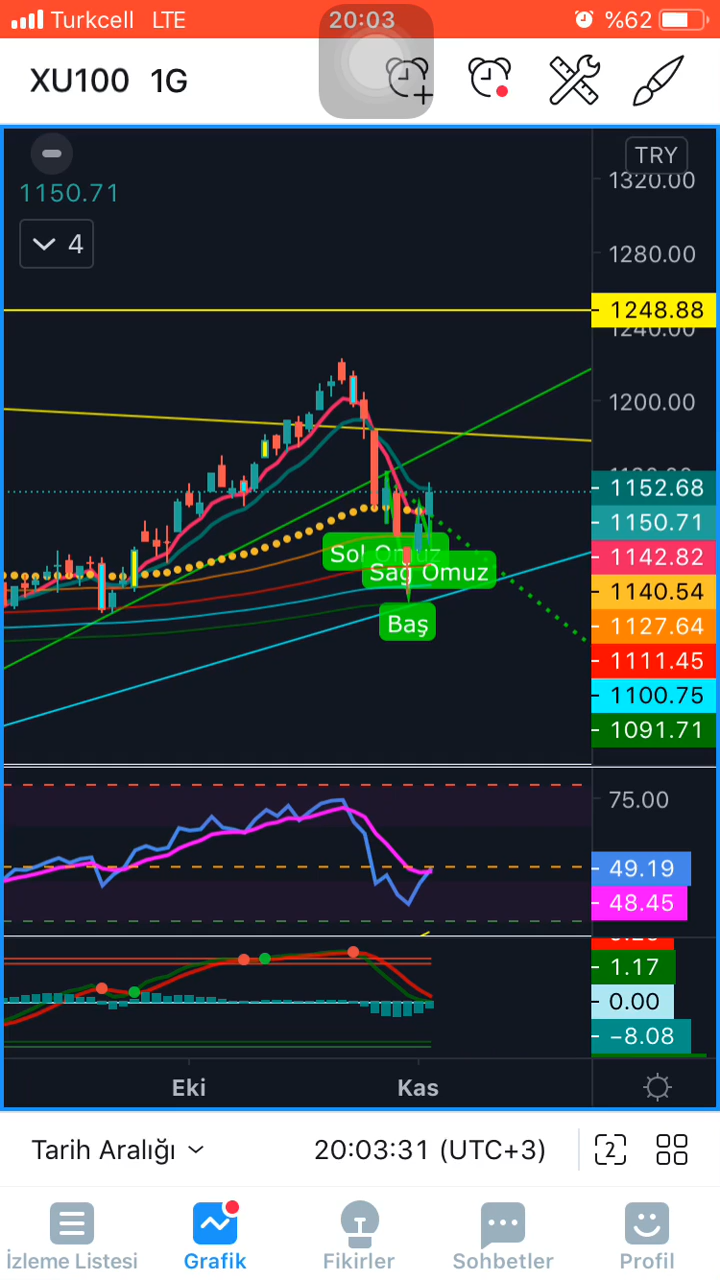 Turkcell LTE 20:03 %62
XU100 1G
TRY
1150.71
1320.00
4
1280.00
1248.88
1240.00
1200.00
1152.68
1150.71
Sol Omuz
1142.82
Sağ Omuz
1140.54
Baş
1127.64
1111.45
1100.75
1091.71
75.00
49.19
48.45
1.17
0.00
−8.08
Eki Kas
Tarih Aralığı 20:03:31 (UTC+3) 2
İzleme Listesi Grafik Fikirler Sohbetler Profil